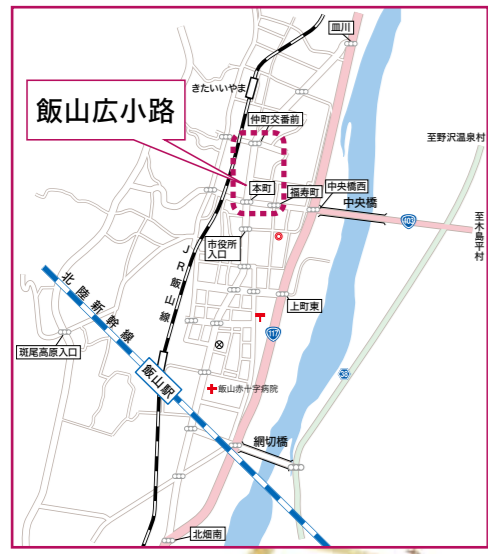 皿川
きたいいやま
飯山広小路
仲町交番前
至野沢温泉村
本町
福寿町
中央橋西
中央橋
403
至木島平村
市役所
入口
JR飯山線
北陸新幹線
上町東
117
斑尾高原入口
飯山駅
38
飯山赤十字病院
綱切橋
北畑南